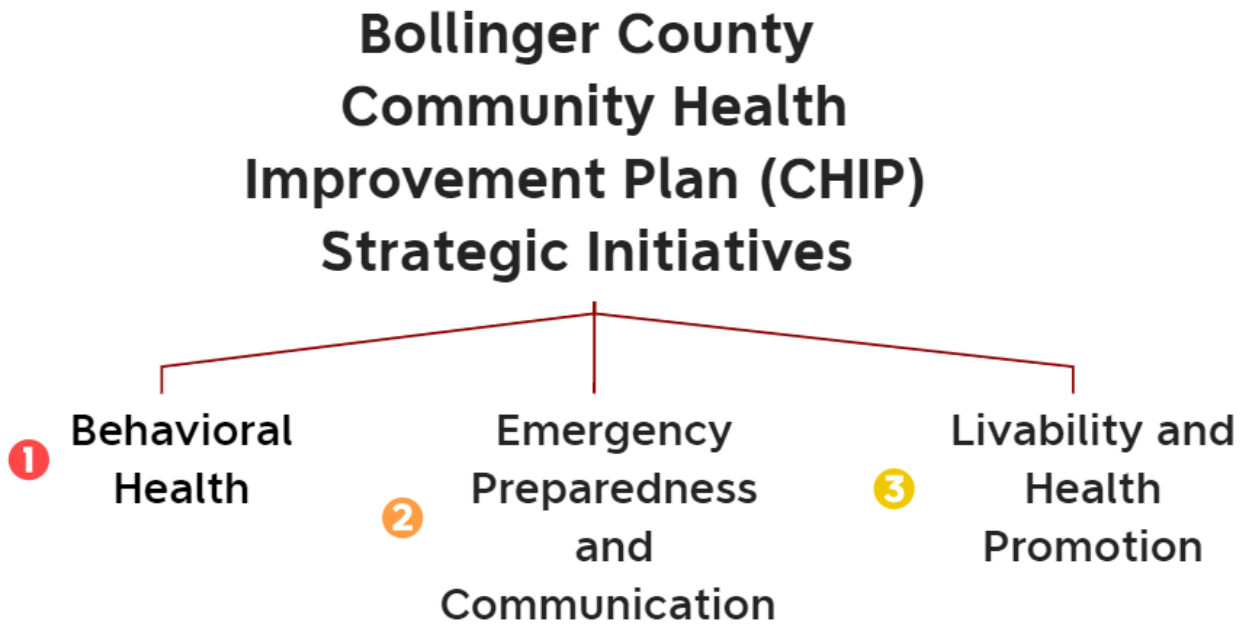 Bollinger County
Community Health
Improvement Plan (CHIP)
Strategic Initiatives
1
Behavioral
Health
2
Emergency
Preparedness
and
Communication
3
Livability and
Health
Promotion